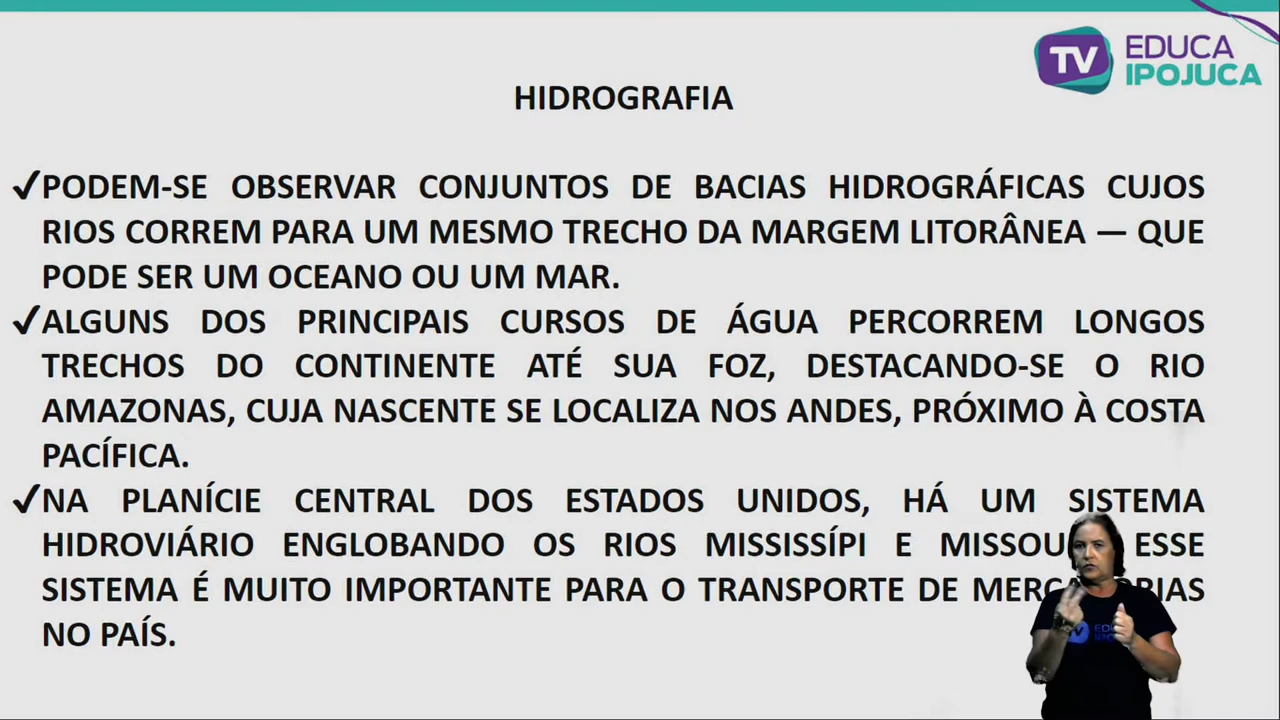 TV EDUCA
IPOJUCA
HIDROGRAFIA
✓PODEM-SE OBSERVAR CONJUNTOS DE BACIAS HIDROGRÁFICAS CUJOS
RIOS CORREM PARA UM MESMO TRECHO DA MARGEM LITORÂNEA — QUE
PODE SER UM OCEANO OU UM MAR.
✓ALGUNS DOS PRINCIPAIS CURSOS DE ÁGUA PERCORREM LONGOS
TRECHOS DO CONTINENTE ATÉ SUA FOZ, DESTACANDO-SE O RIO
AMAZONAS, CUJA NASCENTE SE LOCALIZA NOS ANDES, PRÓXIMO À COSTA
PACÍFICA.
✓NA PLANÍCIE CENTRAL DOS ESTADOS UNIDOS, HÁ UM SISTEMA
HIDROVIÁRIO ENGLOBANDO OS RIOS MISSISSÍPI E ESSE
SISTEMA É MUITO IMPORTANTE PARA O TRANSPORTE DE
NO PAÍS.
TV